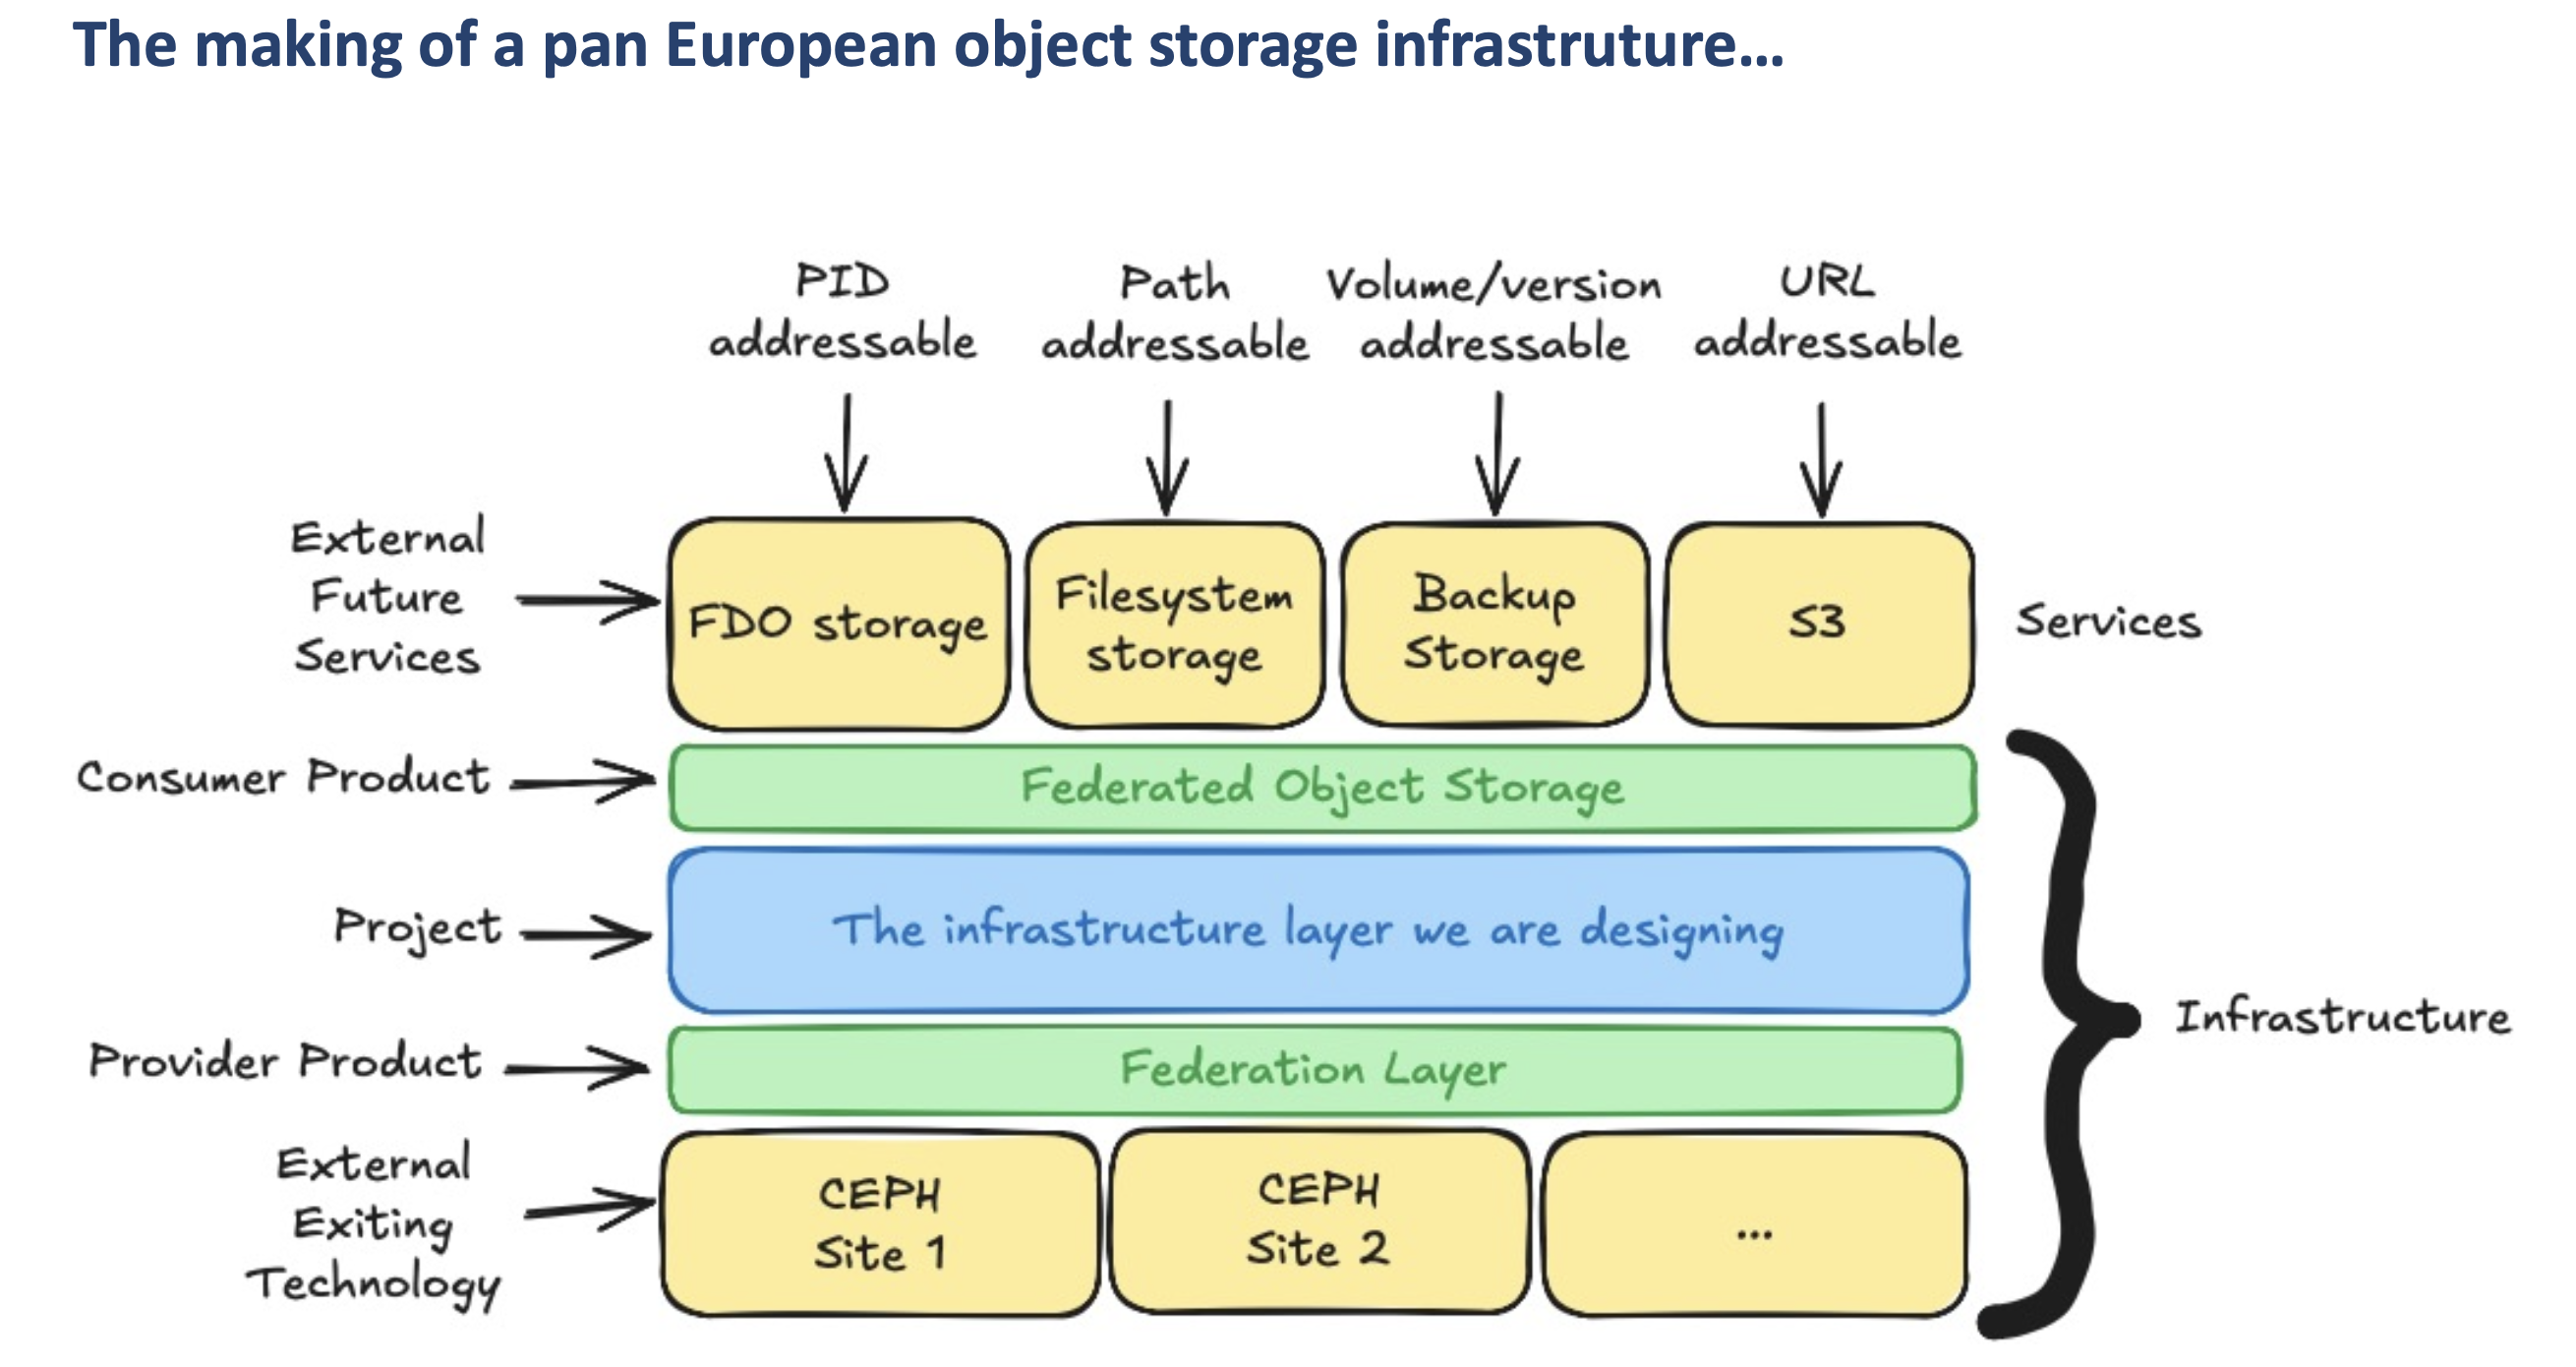 The making of a pan European object storage infrastruture...
PID
addressable
Path
addressable
Volume/version
addressable
URL
addressable
External
Future
Services
FDO storage
Filesystem
storage
Backup
Storage
S3
Services
Consumer Product
Federated Object Storage
Project
The infrastructure layer we are designing
Infrastructure
Provider Product
Federation Layer
External
Exiting
Technology
CEPH
Site 1
CEPH
Site 2
...